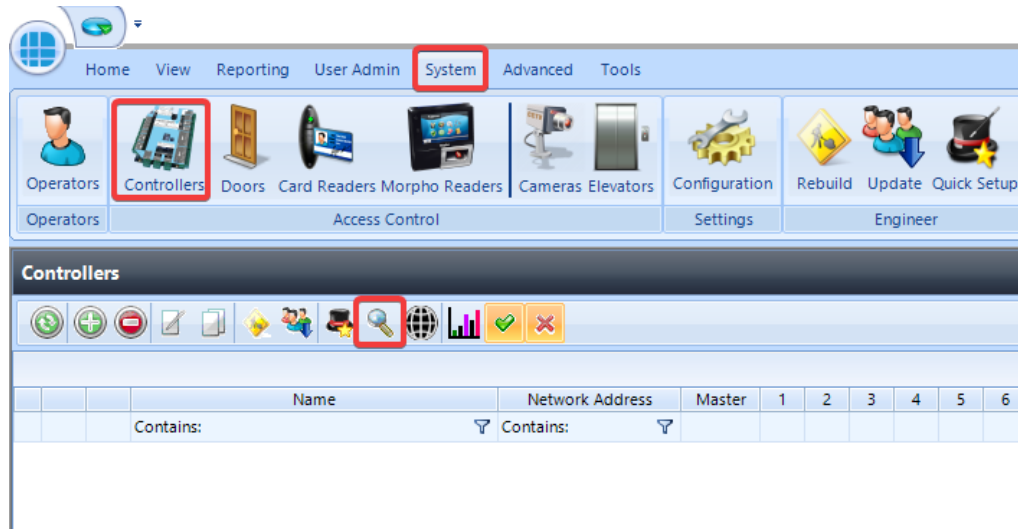 Home View Reporting User Admin System Advanced Tools
Operators Controllers Doors Card Readers Morpho Readers Cameras Elevators Configuration Rebuild Update Quick Setup
Operators Access Control Settings Engineer
Controllers
Name Network Address Master 1 2 3 4 5 6
Contains: Contains: